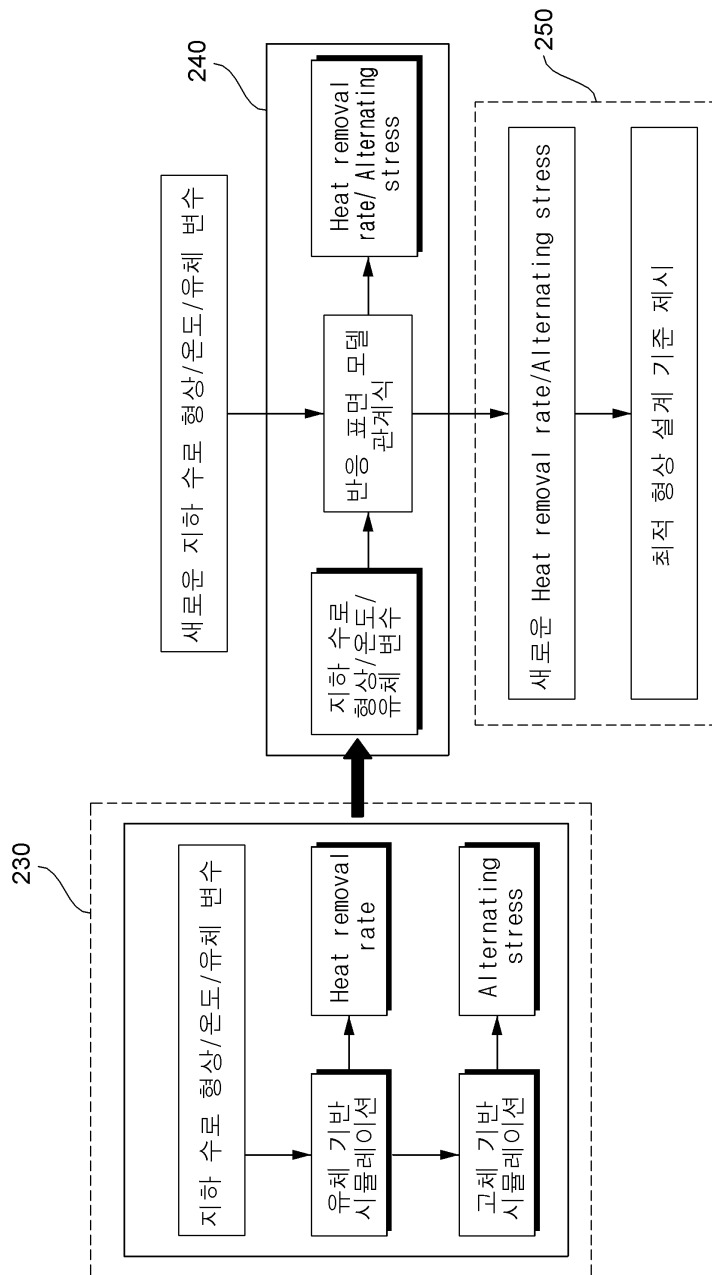 230
지하 수로 형상/온도/유체 변수
유체 기반
시뮬레이션
Heat removal
rate
고체 기반
시뮬레이션
Alternating
stress
240
새로운 지하 수로 형상/온도/유체 변수
지하 수로
형상/온도/
유체 변수
반응 표면 모델
관계식
Heat removal
rate/ Alternating
stress
250
새로운 Heat removal rate/Alternating stress
최적 형상 설계 기준 제시